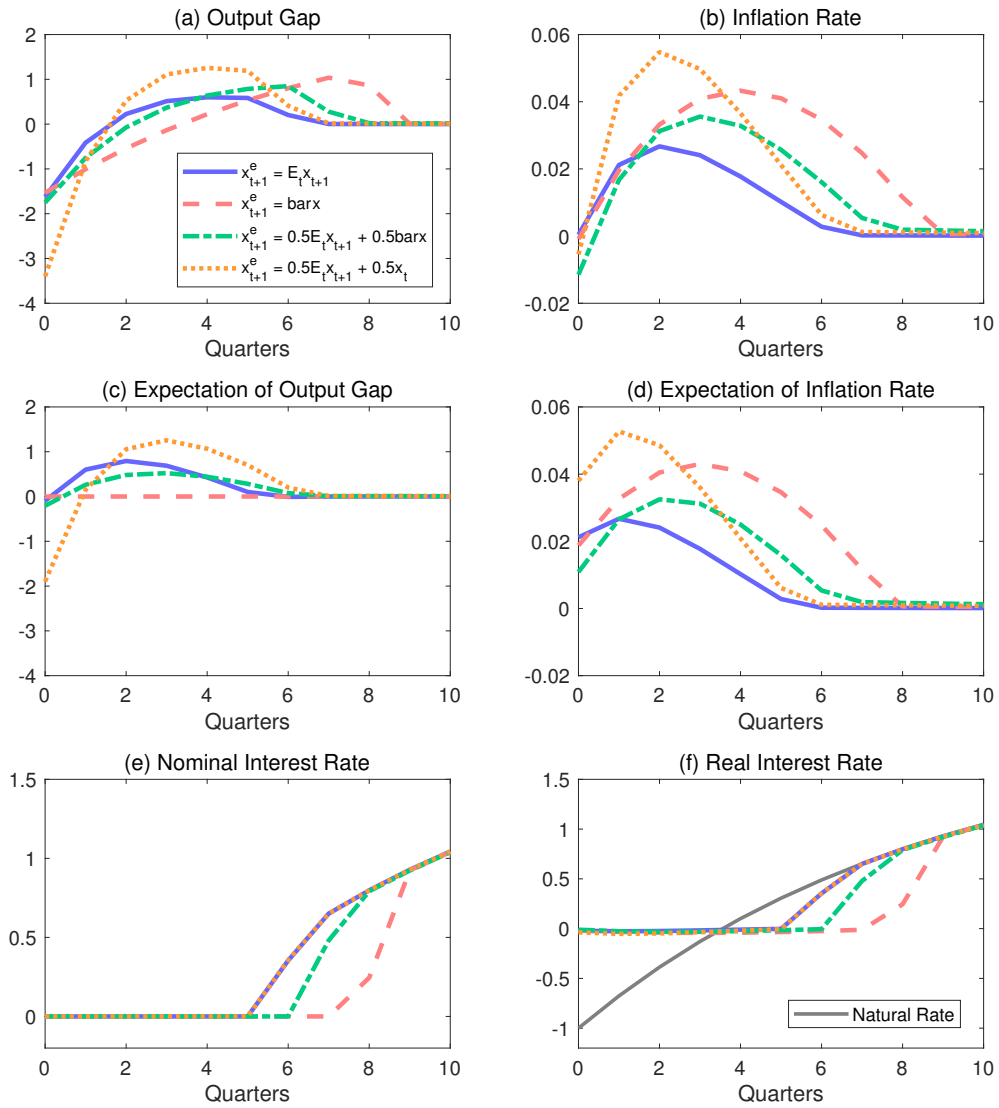 (a) Output Gap
2
1
0
-1
-2
-3
-4
0 2 4 6 8 10
Quarters
x^e_{t+1} = E_t x_{t+1}
x^e_{t+1} = barx
x^e_{t+1} = 0.5E_t x_{t+1} + 0.5barx
x^e_{t+1} = 0.5E_t x_{t+1} + 0.5x_t
(b) Inflation Rate
0.06
0.04
0.02
0
-0.02
0 2 4 6 8 10
Quarters
(c) Expectation of Output Gap
2
1
0
-1
-2
-3
-4
0 2 4 6 8 10
Quarters
(d) Expectation of Inflation Rate
0.06
0.04
0.02
0
-0.02
0 2 4 6 8 10
Quarters
(e) Nominal Interest Rate
1.5
1
0.5
0
0 2 4 6 8 10
Quarters
(f) Real Interest Rate
1.5
1
0.5
0
-0.5
-1
0 2 4 6 8 10
Quarters
Natural Rate